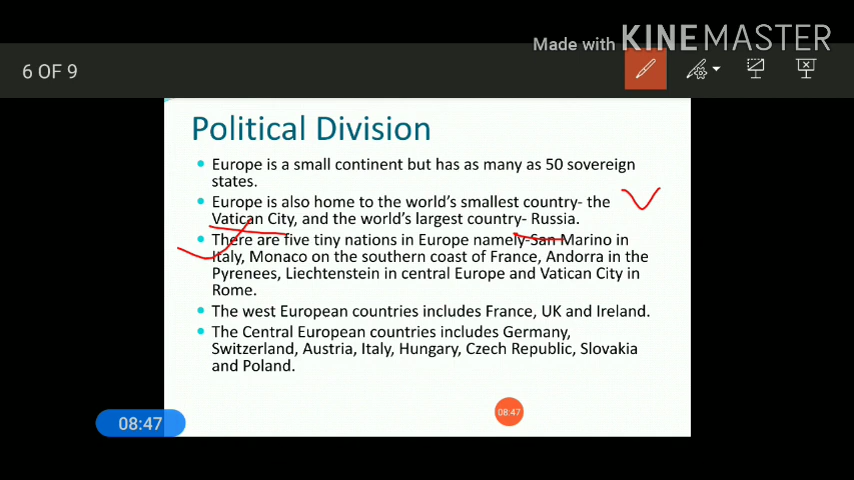 Made with KINEMASTER
6 OF 9
Political Division
Europe is a small continent but has as many as 50 sovereign
states.
Europe is also home to the world's smallest country- the
Vatican City, and the world's largest country- Russia.
There are five tiny nations in Europe namely-San Marino in
Italy, Monaco on the southern coast of France, Andorra in the
Pyrenees, Liechtenstein in central Europe and Vatican City in
Rome.
The west European countries includes France, UK and Ireland.
The Central European countries includes Germany,
Switzerland, Austria, Italy, Hungary, Czech Republic, Slovakia
and Poland.
08:47
08:47